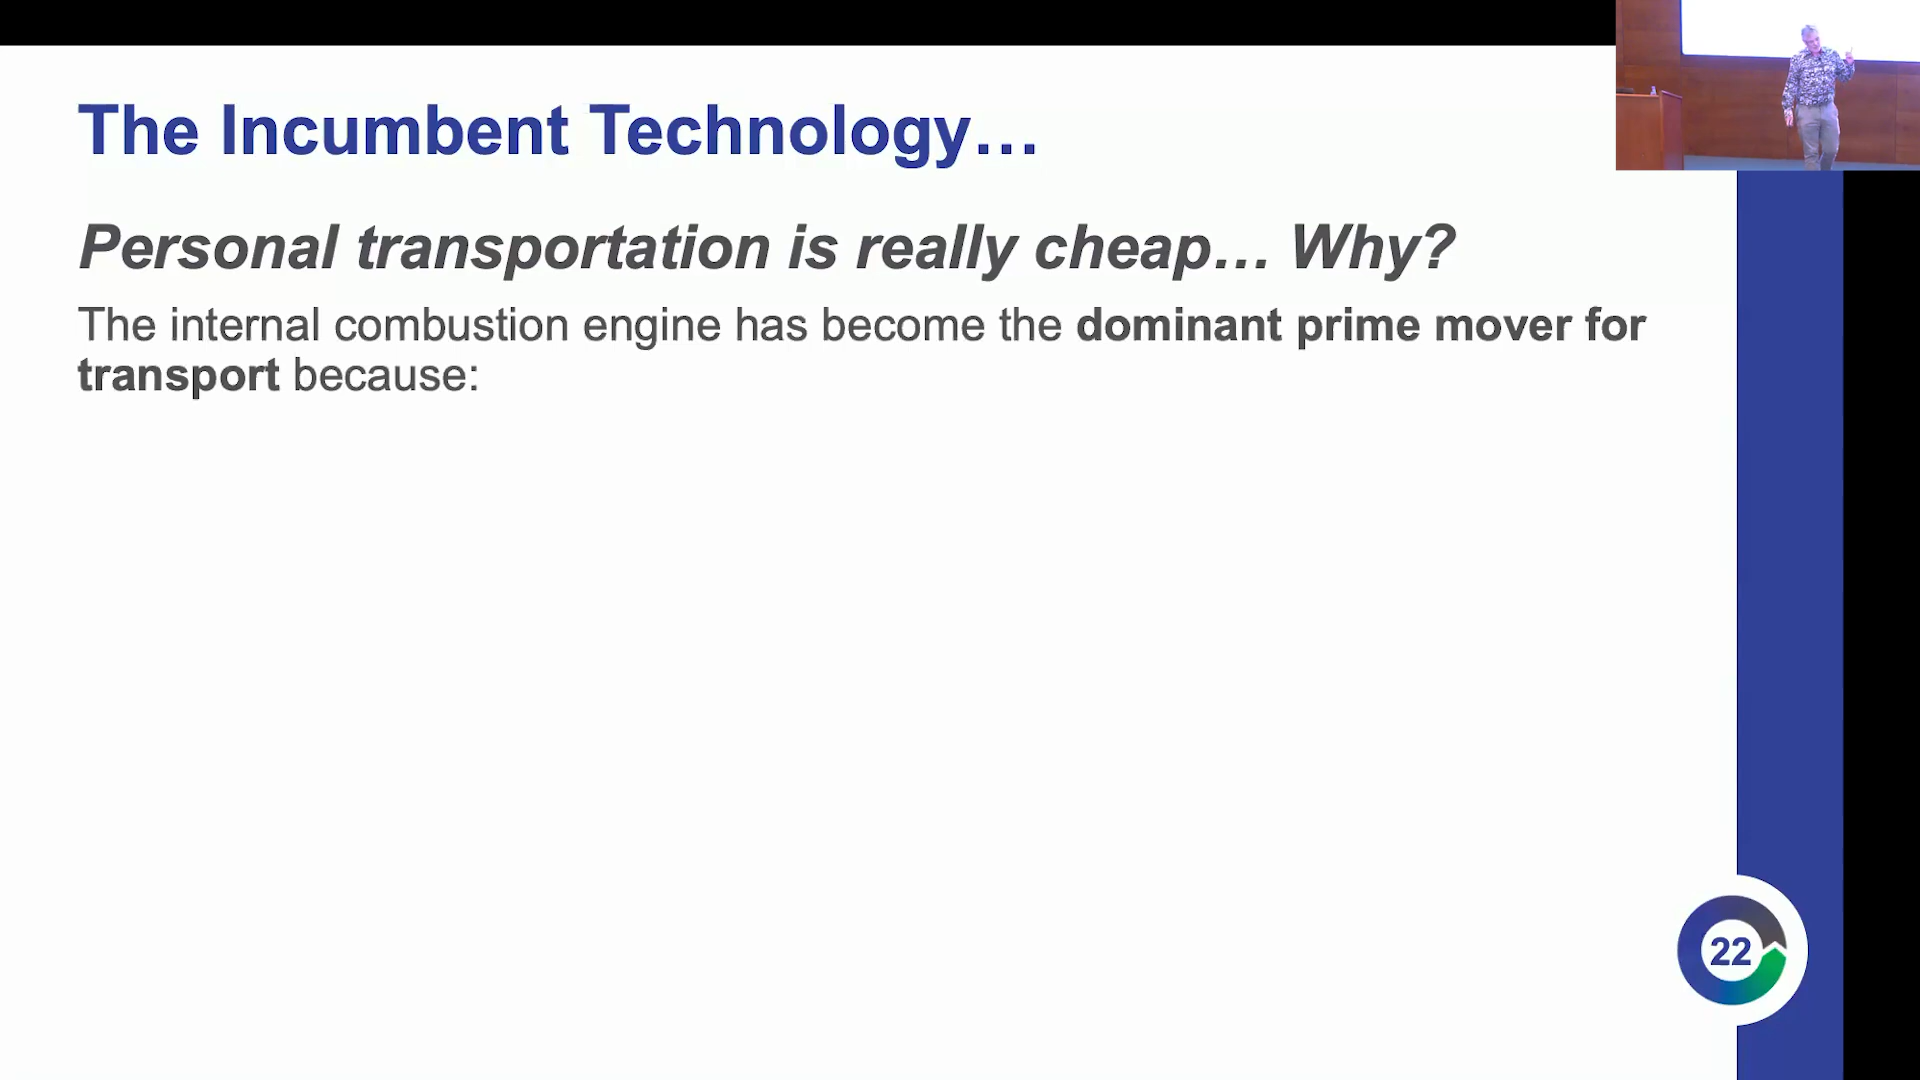 The Incumbent Technology…
Personal transportation is really cheap… Why?
The internal combustion engine has become the dominant prime mover for
transport because:
22